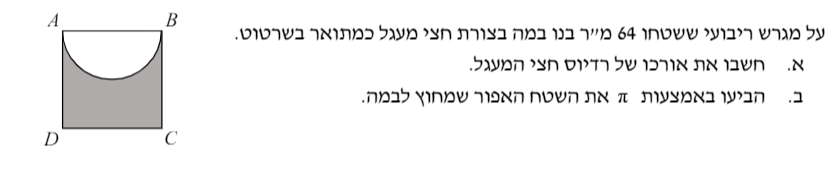 על מגרש ריבועי ששטחו 64 מ״ר בנו במה בצורת חצי מעגל כמתואר בשרטוט.
א. חשבו את אורכו של רדיוס חצי המעגל.
ב. הביעו באמצעות π את השטח האפור שמחוץ לבמה.
A B
D C